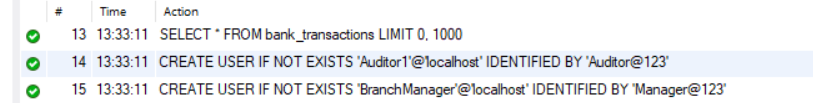 # Time Action
13 13:33:11 SELECT * FROM bank_transactions LIMIT 0, 1000
14 13:33:11 CREATE USER IF NOT EXISTS 'Auditor1'@'localhost' IDENTIFIED BY 'Auditor@123'
15 13:33:11 CREATE USER IF NOT EXISTS 'BranchManager'@'localhost' IDENTIFIED BY 'Manager@123'